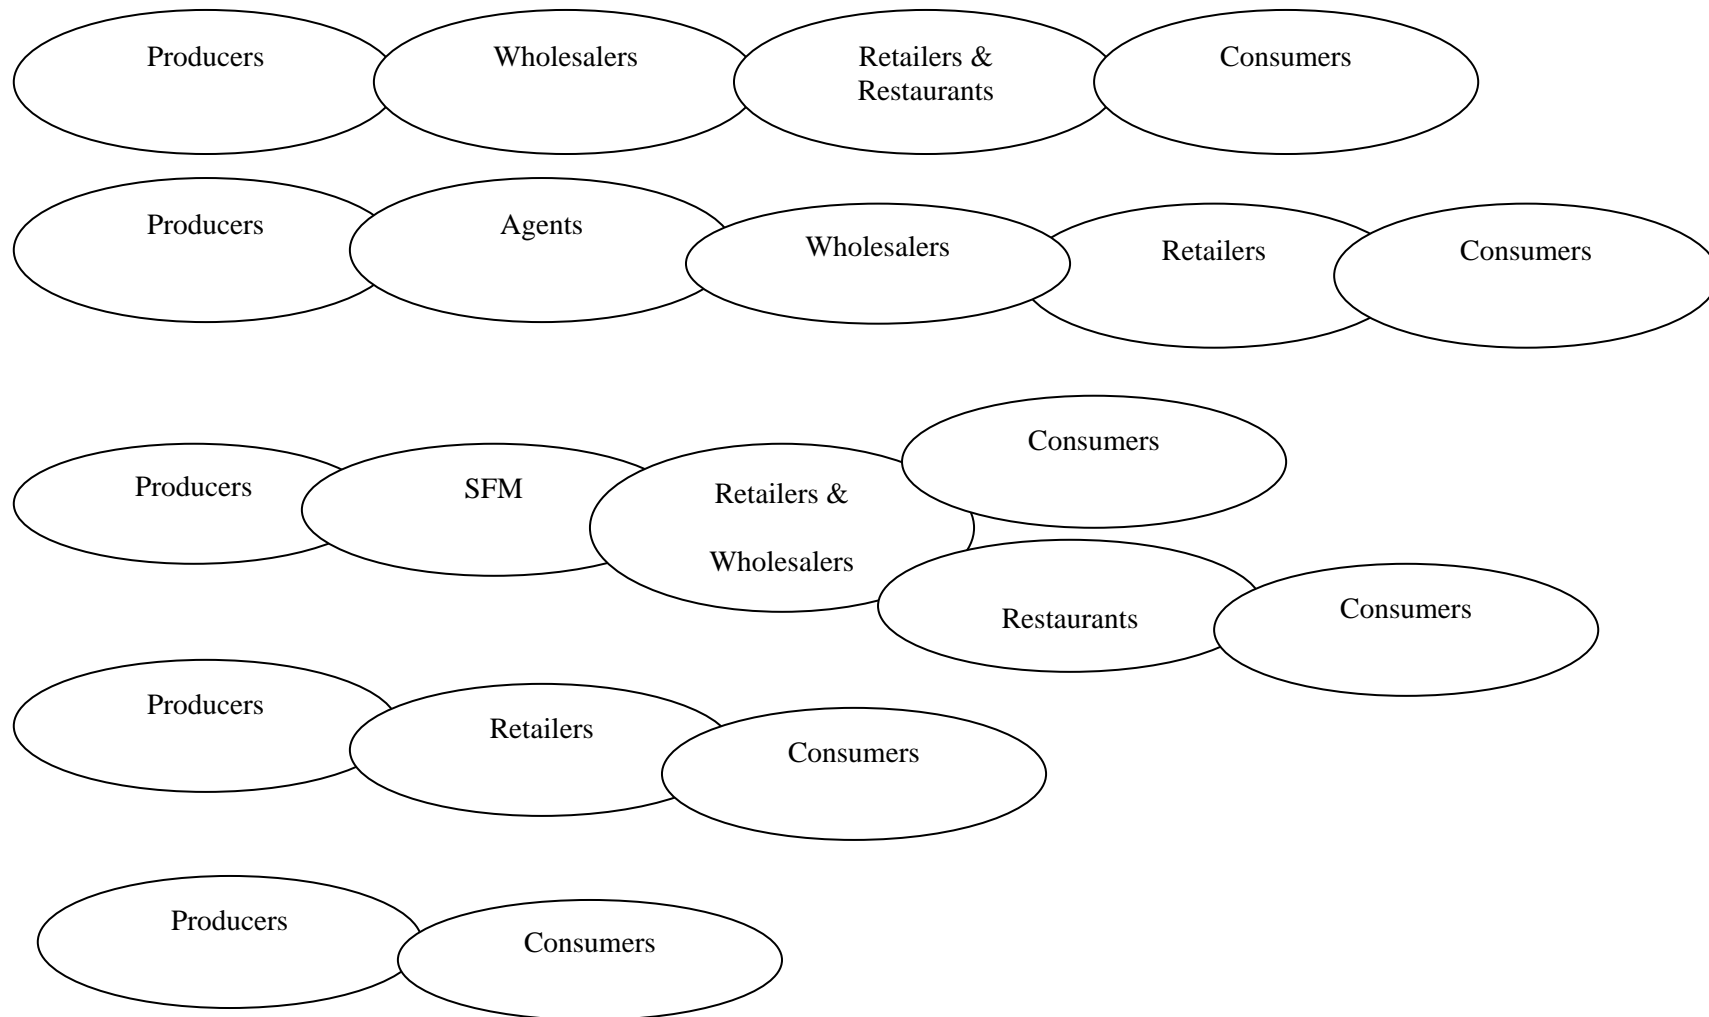 Producers
Wholesalers
Retailers &
Restaurants
Consumers
Producers
Agents
Wholesalers
Retailers
Consumers
Producers
SFM
Retailers &
Wholesalers
Consumers
Restaurants
Consumers
Producers
Retailers
Consumers
Producers
Consumers